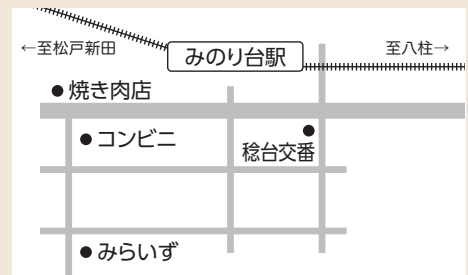 ←至松戸新田
みのり台駅
至八柱→
●焼き肉店
●コンビニ
稔台交番
●みらいず